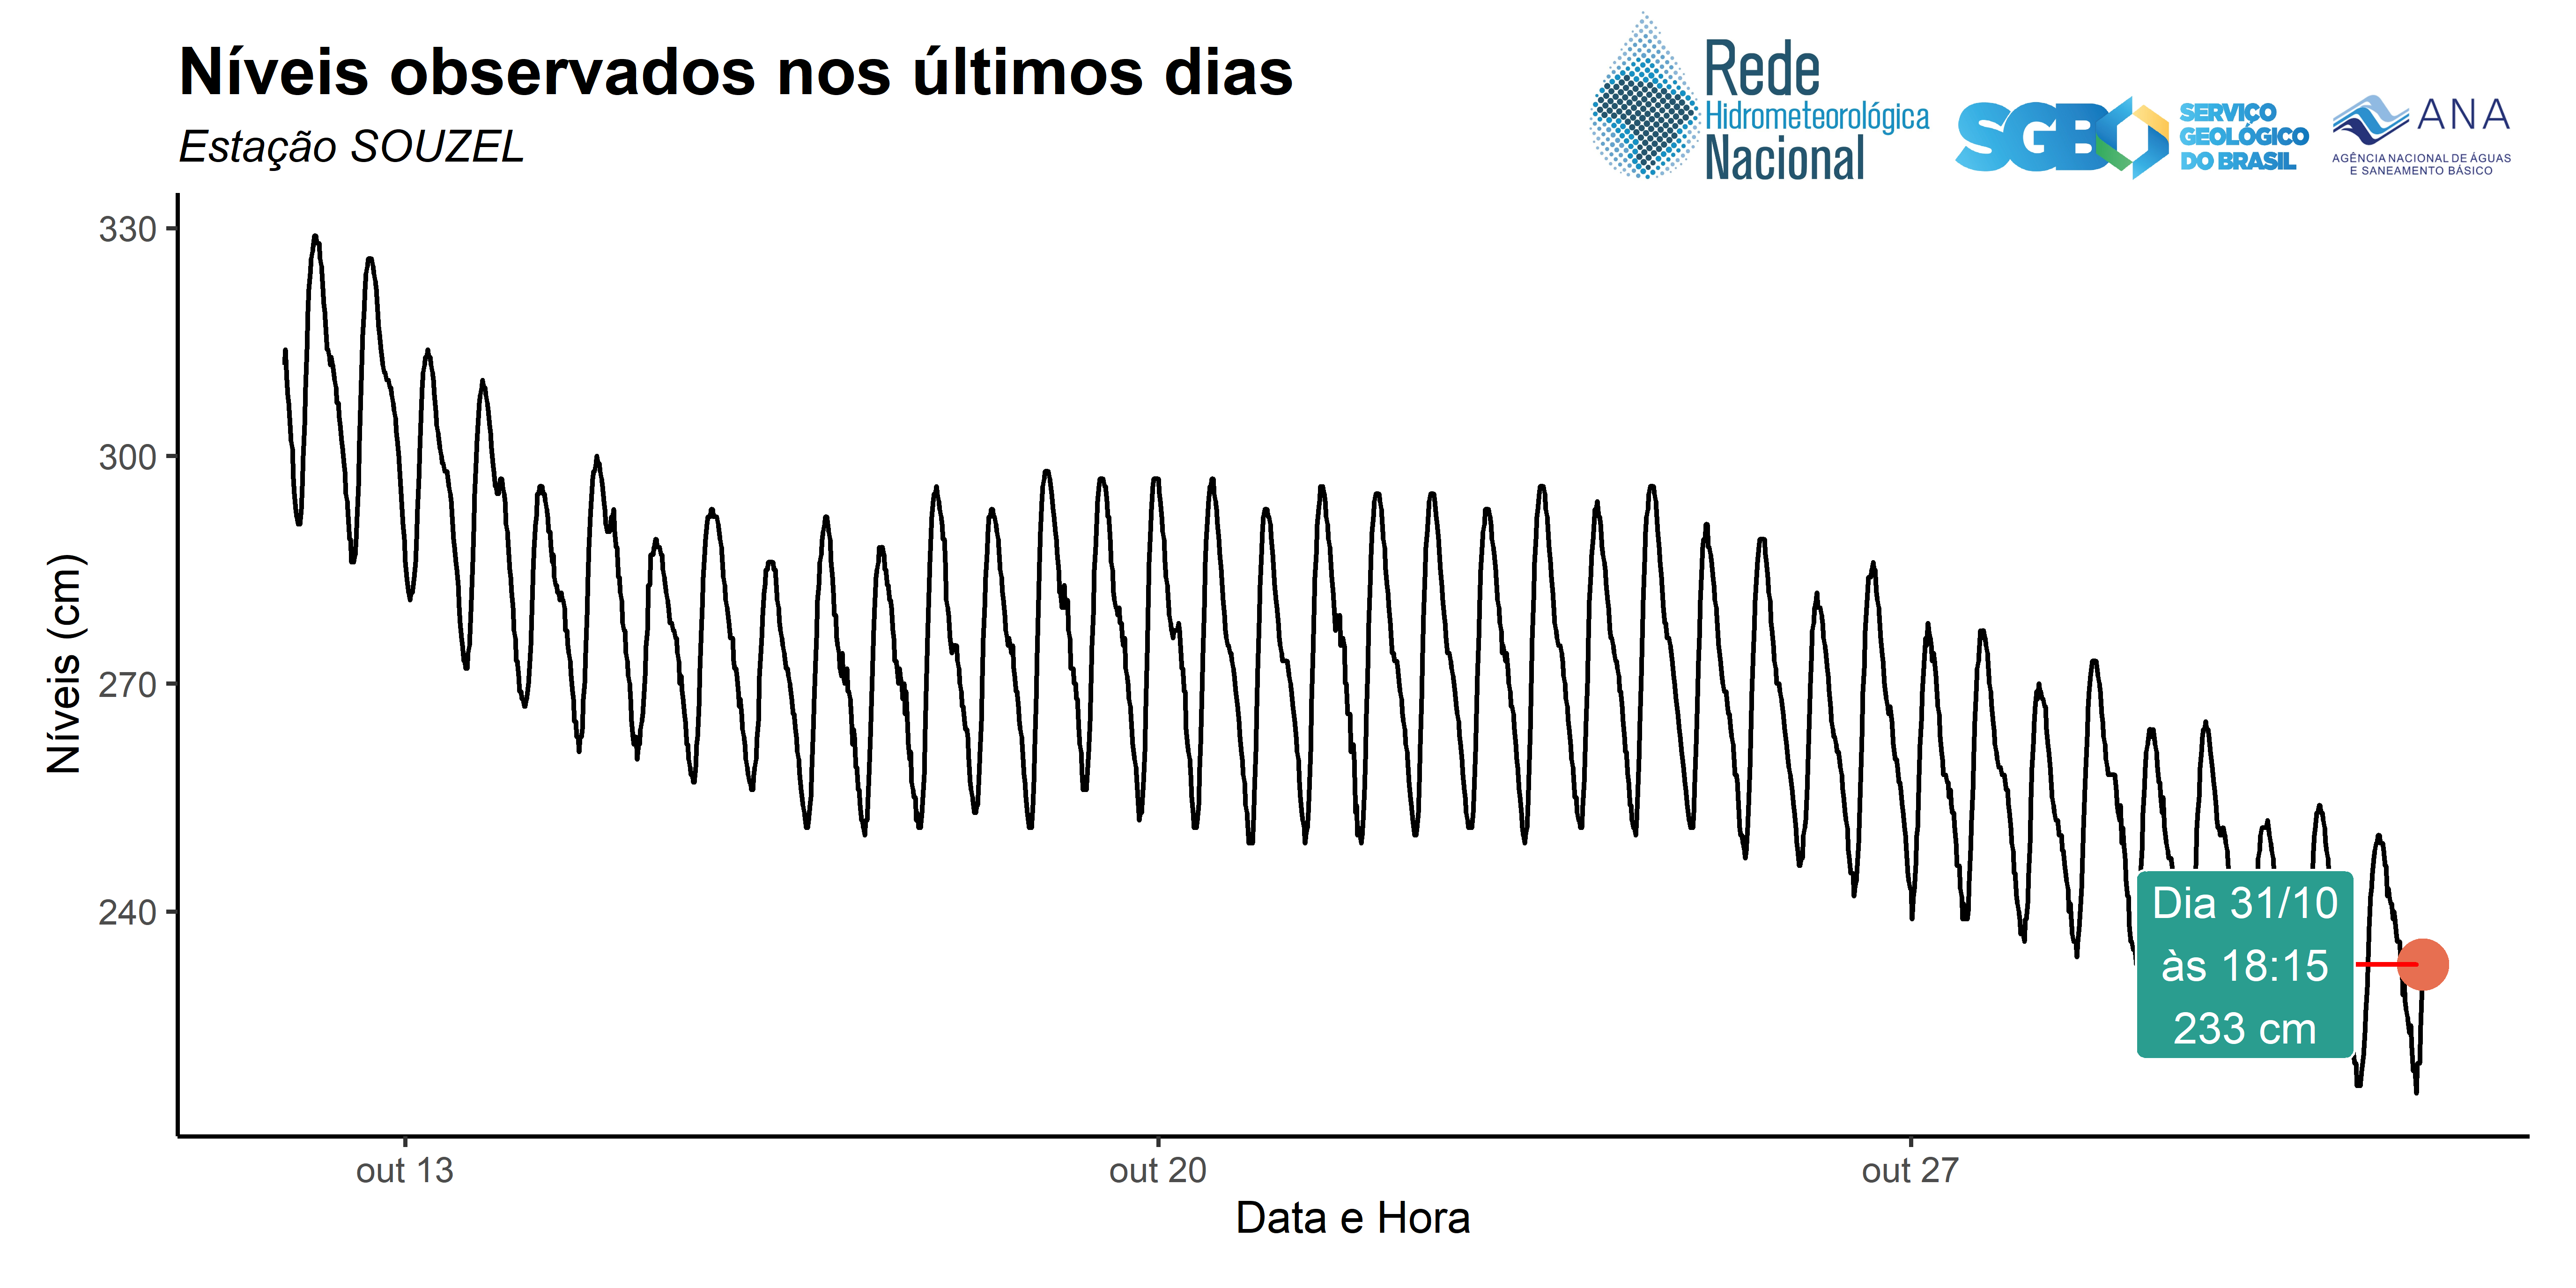 Níveis observados nos últimos dias
Estação SOUZEL
Rede
Hidrometeorológica
Nacional
SGB
SERVIÇO
GEOLÓGICO
DO BRASIL
ANA
AGÊNCIA NACIONAL DE ÁGUAS
E SANEAMENTO BÁSICO
Níveis (cm)
330
300
270
240
Dia 31/10
às 18:15
233 cm
out 13
out 20
out 27
Data e Hora